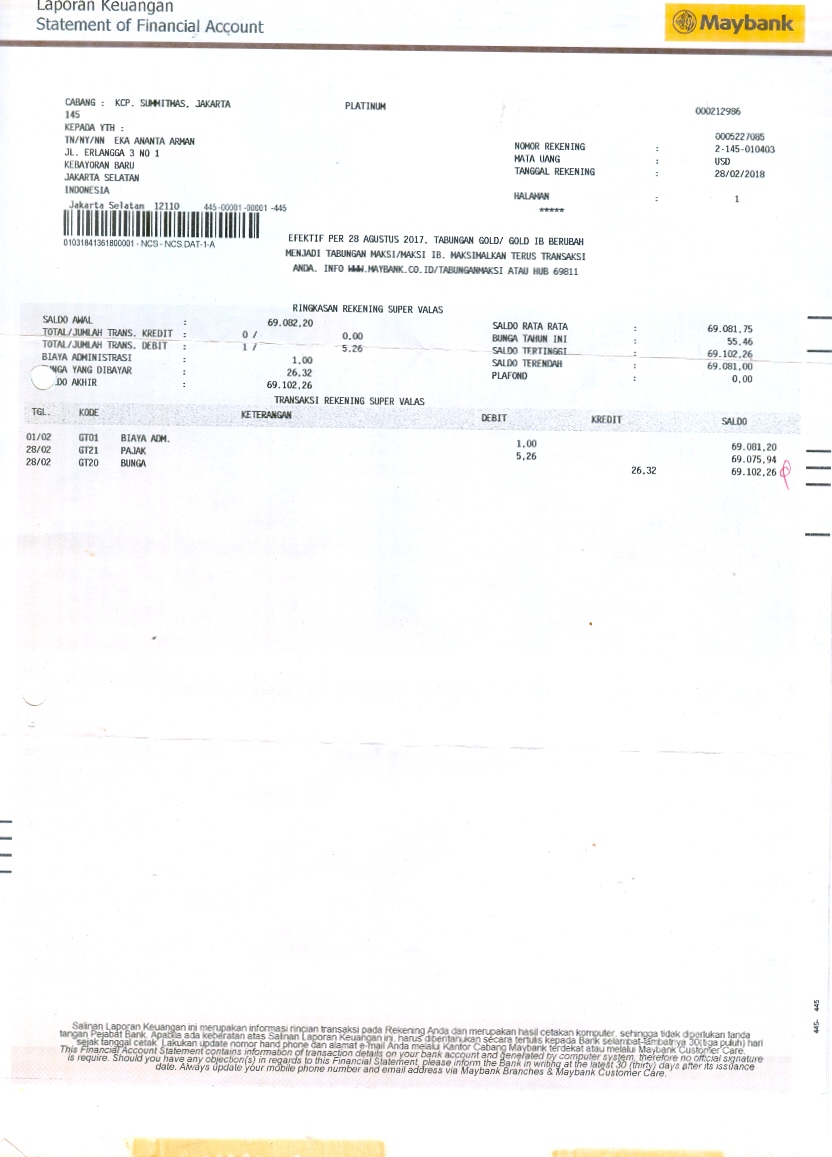 Laporan Keuangan
Statement of Financial Account
Maybank
CABANG : KCP. SUMMITMAS, JAKARTA
145
PLATINUM
000212986
KEPADA YTH :
TN/NY/NN EKA ANANTA ARMAN
JL. ERLANGGA 3 NO 1
KEBAYORAN BARU
JAKARTA SELATAN
INDONESIA
0005227085
NOMOR REKENING : 2-145-010403
MATA UANG : USD
TANGGAL REKENING : 28/02/2018
HALAMAN : 1
*****
Jakarta Selatan 12110 445-00001-00001-445
01031841361800001 - NCS - NCS.DAT-1-A
EFEKTIF PER 28 AGUSTUS 2017, TABUNGAN GOLD/ GOLD IB BERUBAH
MENJADI TABUNGAN MAKSI/MAKSI IB. MAKSIMALKAN TERUS TRANSAKSI
ANDA. INFO WWW.MAYBANK.CO.ID/TABUNGANMAKSI ATAU HUB 69811
RINGKASAN REKENING SUPER VALAS
SALDO AWAL : 69.082,20
TOTAL/JUMLAH TRANS. KREDIT : 0 / 0,00
TOTAL/JUMLAH TRANS. DEBIT : 1 / 5,26
BIAYA ADMINISTRASI : 1,00
NGA YANG DIBAYAR : 26,32
DO AKHIR : 69.102,26
SALDO RATA RATA : 69.081,75
BUNGA TAHUN INI : 55,46
SALDO TERTINGGI : 69.102,26
SALDO TERENDAH : 69.081,00
PLAFOND : 0,00
TRANSAKSI REKENING SUPER VALAS
TGL. KODE KETERANGAN DEBIT KREDIT SALDO
01/02 GT01 BIAYA ADM. 1,00 69.081,20
28/02 GT21 PAJAK 5,26 69.075,94
28/02 GT20 BUNGA 26,32 69.102,26
445- 445
Salinan Laporan Keuangan ini merupakan informasi rincian transaksi pada Rekening Anda dan merupakan hasil cetakan komputer, sehingga tidak diperlukan tanda
tangan Pejabat Bank. Apabila ada keberatan atas Salinan Laporan Keuangan ini, harus diberitahukan secara tertulis kepada Bank selambat-lambatnya 30(tiga puluh) hari
sejak tanggal cetak. Lakukan update nomor hand phone dan alamat e-mail Anda melalui Kantor Cabang Maybank terdekat atau melalui Maybank Customer Care.
This Financial Account Statement contains information of transaction details on your bank account and generated by computer system, therefore no official signature
is require. Should you have any objection(s) in regards to this Financial Statement, please inform the Bank in writing at the latest 30 (thirty) days after its issuance
date. Always update your mobile phone number and email address via Maybank Branches & Maybank Customer Care.